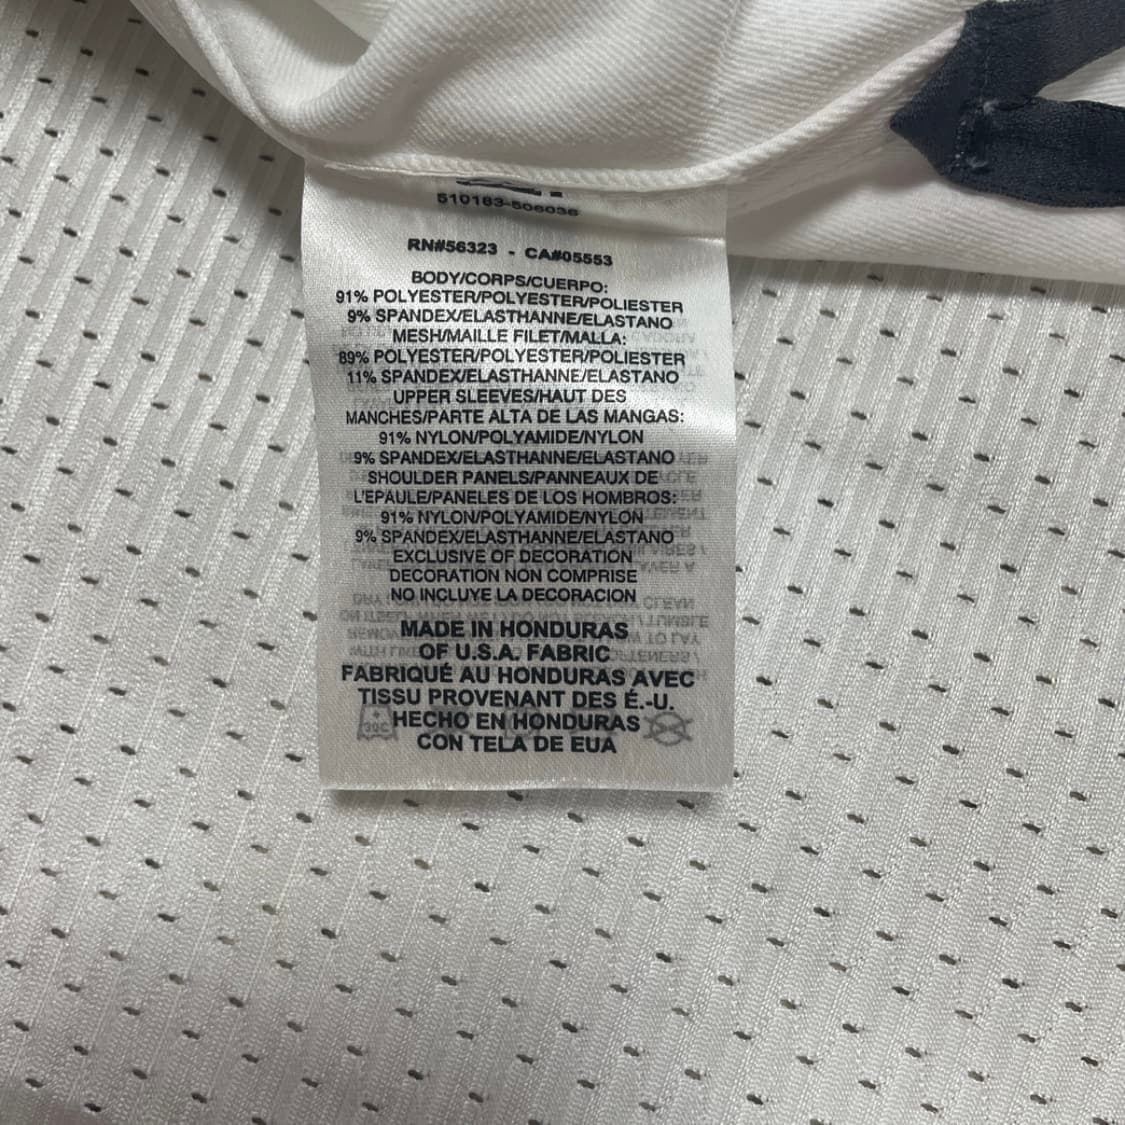 510183-506036
RN#56323 - CA#05553
BODY/CORPS/CUERPO:
91% POLYESTER/POLYESTER/POLIESTER
9% SPANDEX/ELASTHANNE/ELASTANO
MESH/MAILLE FILET/MALLA:
89% POLYESTER/POLYESTER/POLIESTER
11% SPANDEX/ELASTHANNE/ELASTANO
UPPER SLEEVES/HAUT DES
MANCHES/PARTE ALTA DE LAS MANGAS:
91% NYLON/POLYAMIDE/NYLON
9% SPANDEX/ELASTHANNE/ELASTANO
SHOULDER PANELS/PANNEAUX DE
L'EPAULE/PANELES DE LOS HOMBROS:
91% NYLON/POLYAMIDE/NYLON
9% SPANDEX/ELASTHANNE/ELASTANO
EXCLUSIVE OF DECORATION
DECORATION NON COMPRISE
NO INCLUYE LA DECORACION
MADE IN HONDURAS
OF U.S.A. FABRIC
FABRIQUÉ AU HONDURAS AVEC
TISSU PROVENANT DES É.-U.
HECHO EN HONDURAS
CON TELA DE EUA